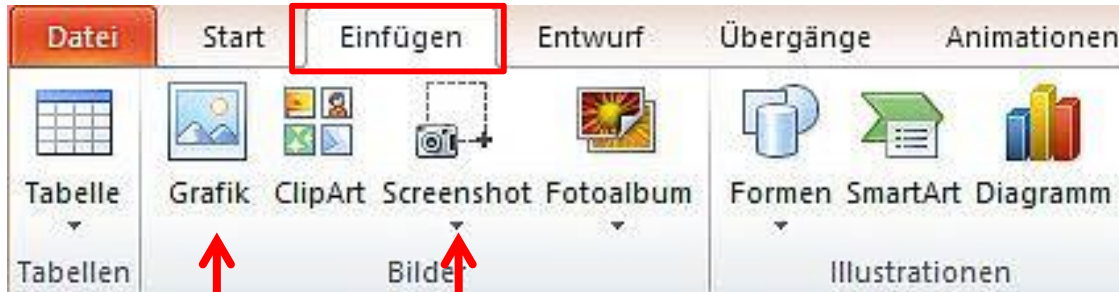 Datei Start Einfügen Entwurf Übergänge Animationen
Tabelle Grafik ClipArt Screenshot Fotoalbum Formen SmartArt Diagramm
Tabellen Bilder Illustrationen